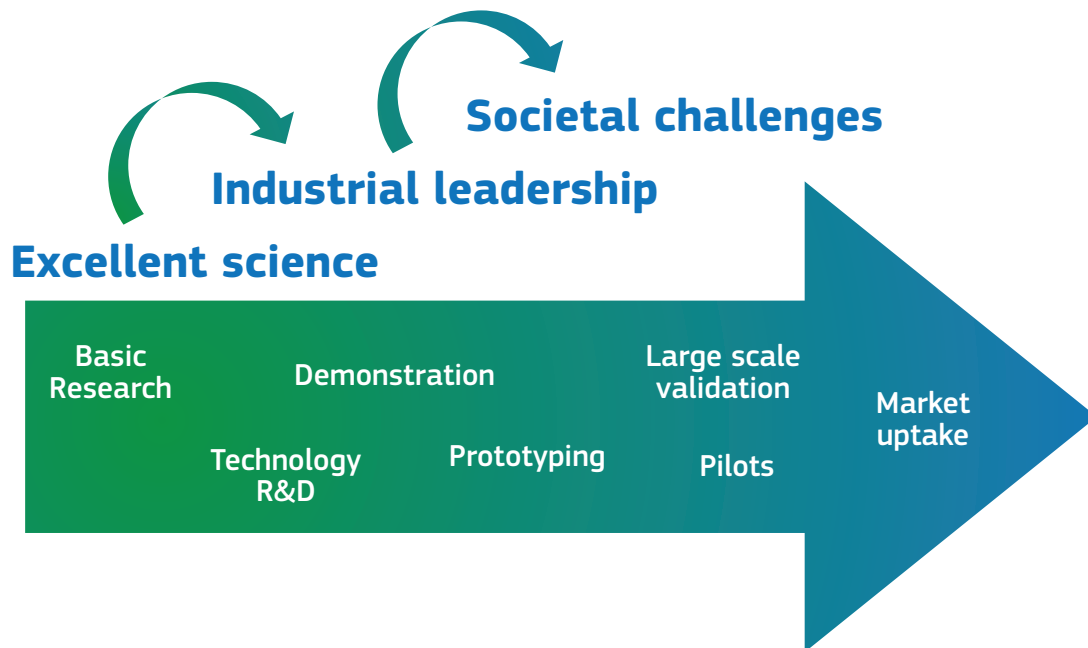 Societal challenges
Industrial leadership
Excellent science
Basic
Research
Demonstration
Large scale
validation
Market
uptake
Technology
R&D
Prototyping
Pilots